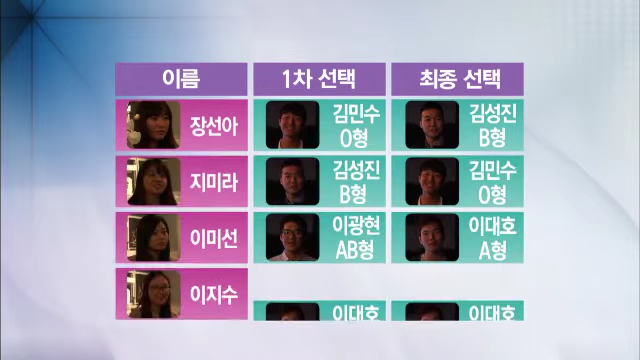 이름
1차 선택
최종 선택
장선아
김민수
O형
김성진
B형
지미라
김성진
B형
김민수
O형
이미선
이광현
AB형
이대호
A형
이지수
이대호
이대호